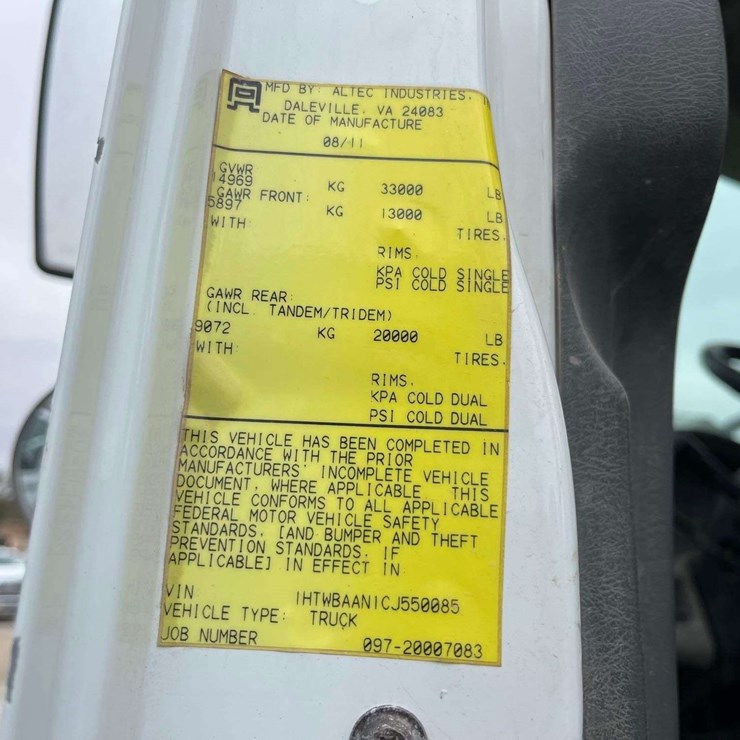 MFD BY: ALTEC INDUSTRIES, I
DALEVILLE, VA 24083
DATE OF MANUFACTURE
08/11
GVWR
14969 KG 33000 LB
GAWR FRONT:
5897 KG 13000 LB
WITH TIRES,
RIMS,
KPA COLD SINGLE
PSI COLD SINGLE
GAWR REAR:
(INCL. TANDEM/TRIDEM)
9072 KG 20000 LB
WITH: TIRES,
RIMS,
KPA COLD DUAL
PSI COLD DUAL
THIS VEHICLE HAS BEEN COMPLETED IN
ACCORDANCE WITH THE PRIOR
MANUFACTURERS' INCOMPLETE VEHICLE
DOCUMENT, WHERE APPLICABLE. THIS
VEHICLE CONFORMS TO ALL APPLICABLE
FEDERAL MOTOR VEHICLE SAFETY
STANDARDS, [AND BUMPER AND THEFT
PREVENTION STANDARDS, IF
APPLICABLE] IN EFFECT IN
VIN: 1HTWBAAN1CJ550085
VEHICLE TYPE: TRUCK
JOB NUMBER 097-20007083